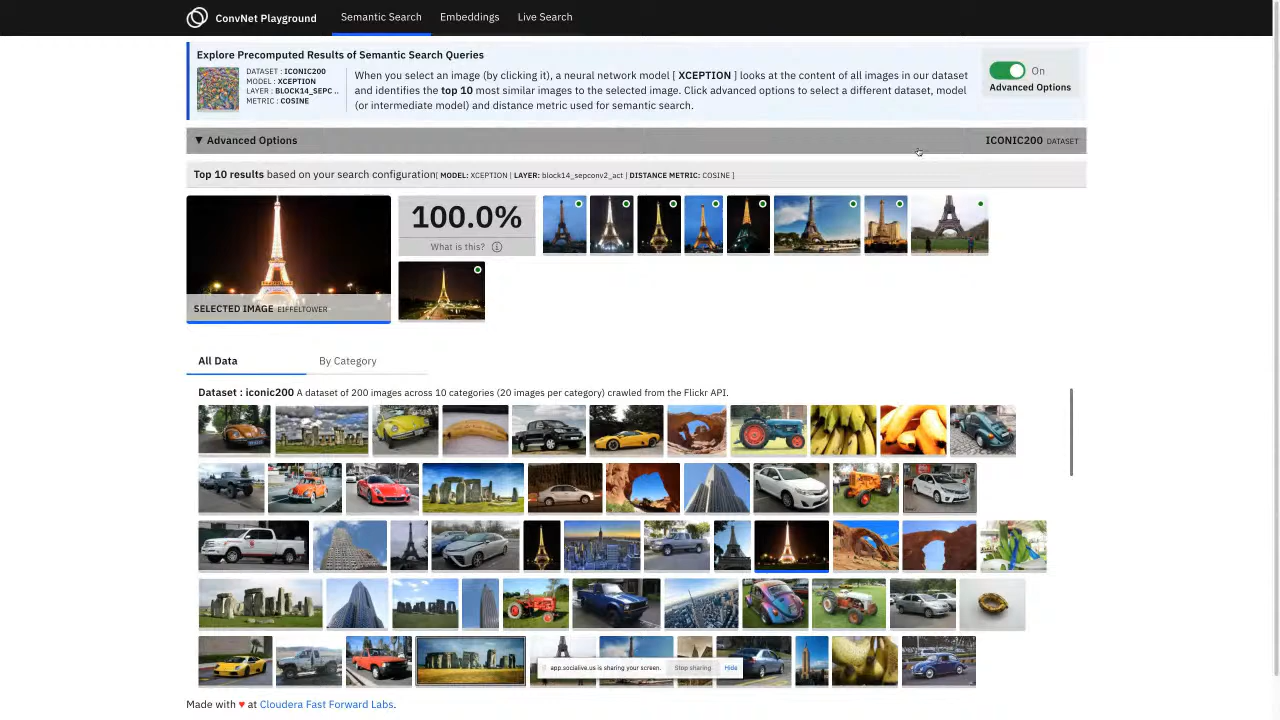 ConvNet Playground
Semantic Search
Embeddings
Live Search
Explore Precomputed Results of Semantic Search Queries
DATASET : ICONIC200
MODEL : XCEPTION
LAYER : BLOCK14_SEPC ..
METRIC : COSINE
When you select an image (by clicking it), a neural network model [ XCEPTION ] looks at the content of all images in our dataset
and identifies the top 10 most similar images to the selected image. Click advanced options to select a different dataset, model
(or intermediate model) and distance metric used for semantic search.
On
Advanced Options
▼ Advanced Options
ICONIC200 DATASET
Top 10 results based on your search configuration[ MODEL: XCEPTION | LAYER: block14_sepconv2_act | DISTANCE METRIC: COSINE ]
100.0%
What is this?
SELECTED IMAGE EIFFELTOWER
All Data
By Category
Dataset : iconic200 A dataset of 200 images across 10 categories (20 images per category) crawled from the Flickr API.
app.socialive.us is sharing your screen.
Stop sharing
Hide
Made with ♥ at Cloudera Fast Forward Labs.